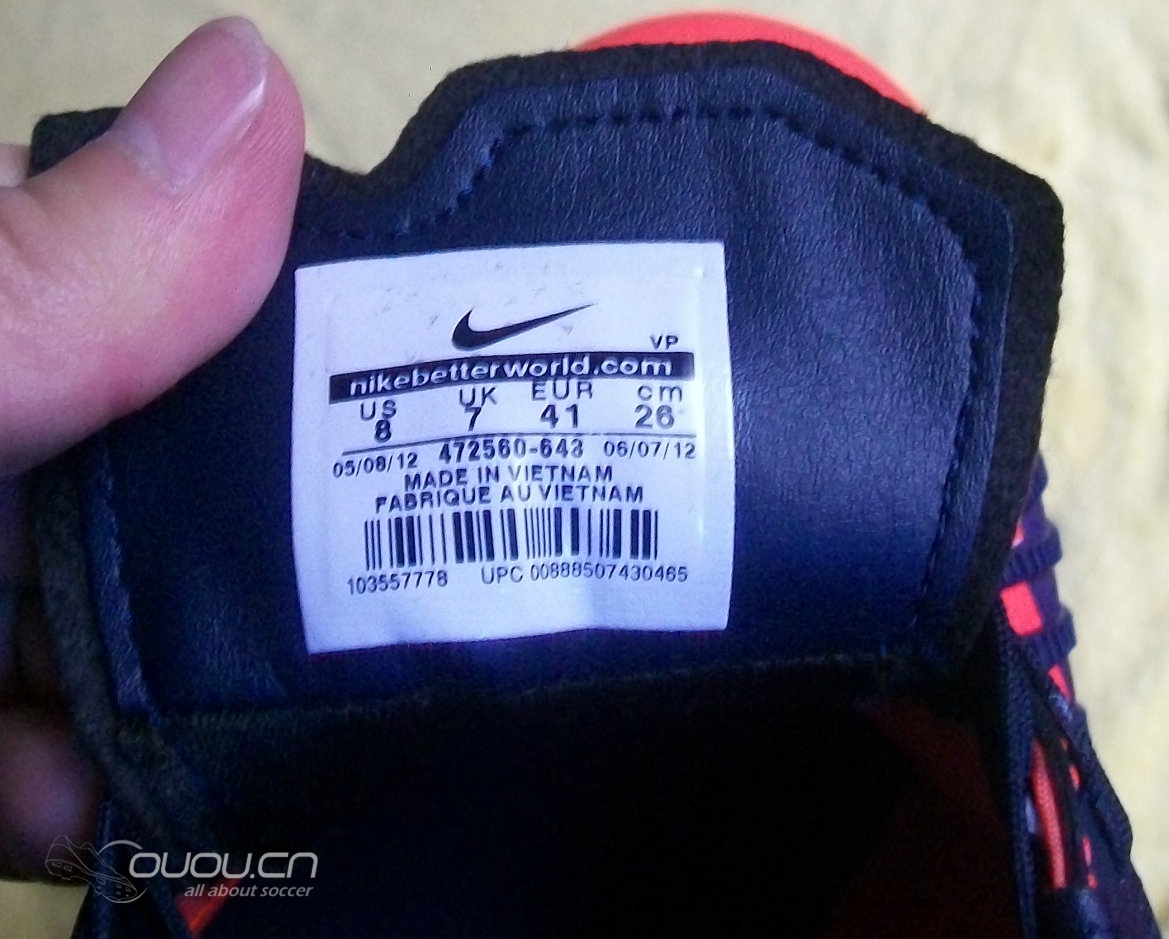 VP
nikebetterworld.com
US UK EUR cm
8 7 41 26
05/08/12 472560-643 06/07/12
MADE IN VIETNAM
FABRIQUE AU VIETNAM
103557778 UPC 00888507430465
ouou.cn
all about soccer